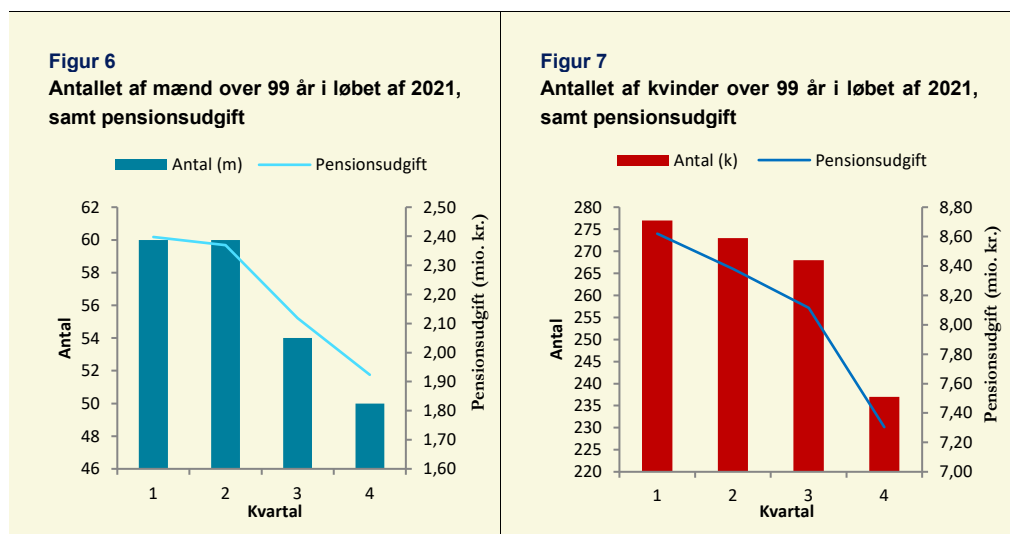 Figur 6
Antallet af mænd over 99 år i løbet af 2021,
samt pensionsudgift
Antal (m) Pensionsudgift
62
60
58
56
54
52
50
48
46
Antal
2,50
2,40
2,30
2,20
2,10
2,00
1,90
1,80
1,70
1,60
Pensionsudgift (mio. kr.)
1 2 3 4
Kvartal
Figur 7
Antallet af kvinder over 99 år i løbet af 2021,
samt pensionsudgift
Antal (k) Pensionsudgift
280
275
270
265
260
255
250
245
240
235
230
225
220
Antal
8,80
8,60
8,40
8,20
8,00
7,80
7,60
7,40
7,20
7,00
Pensionsudgift (mio. kr.)
1 2 3 4
Kvartal